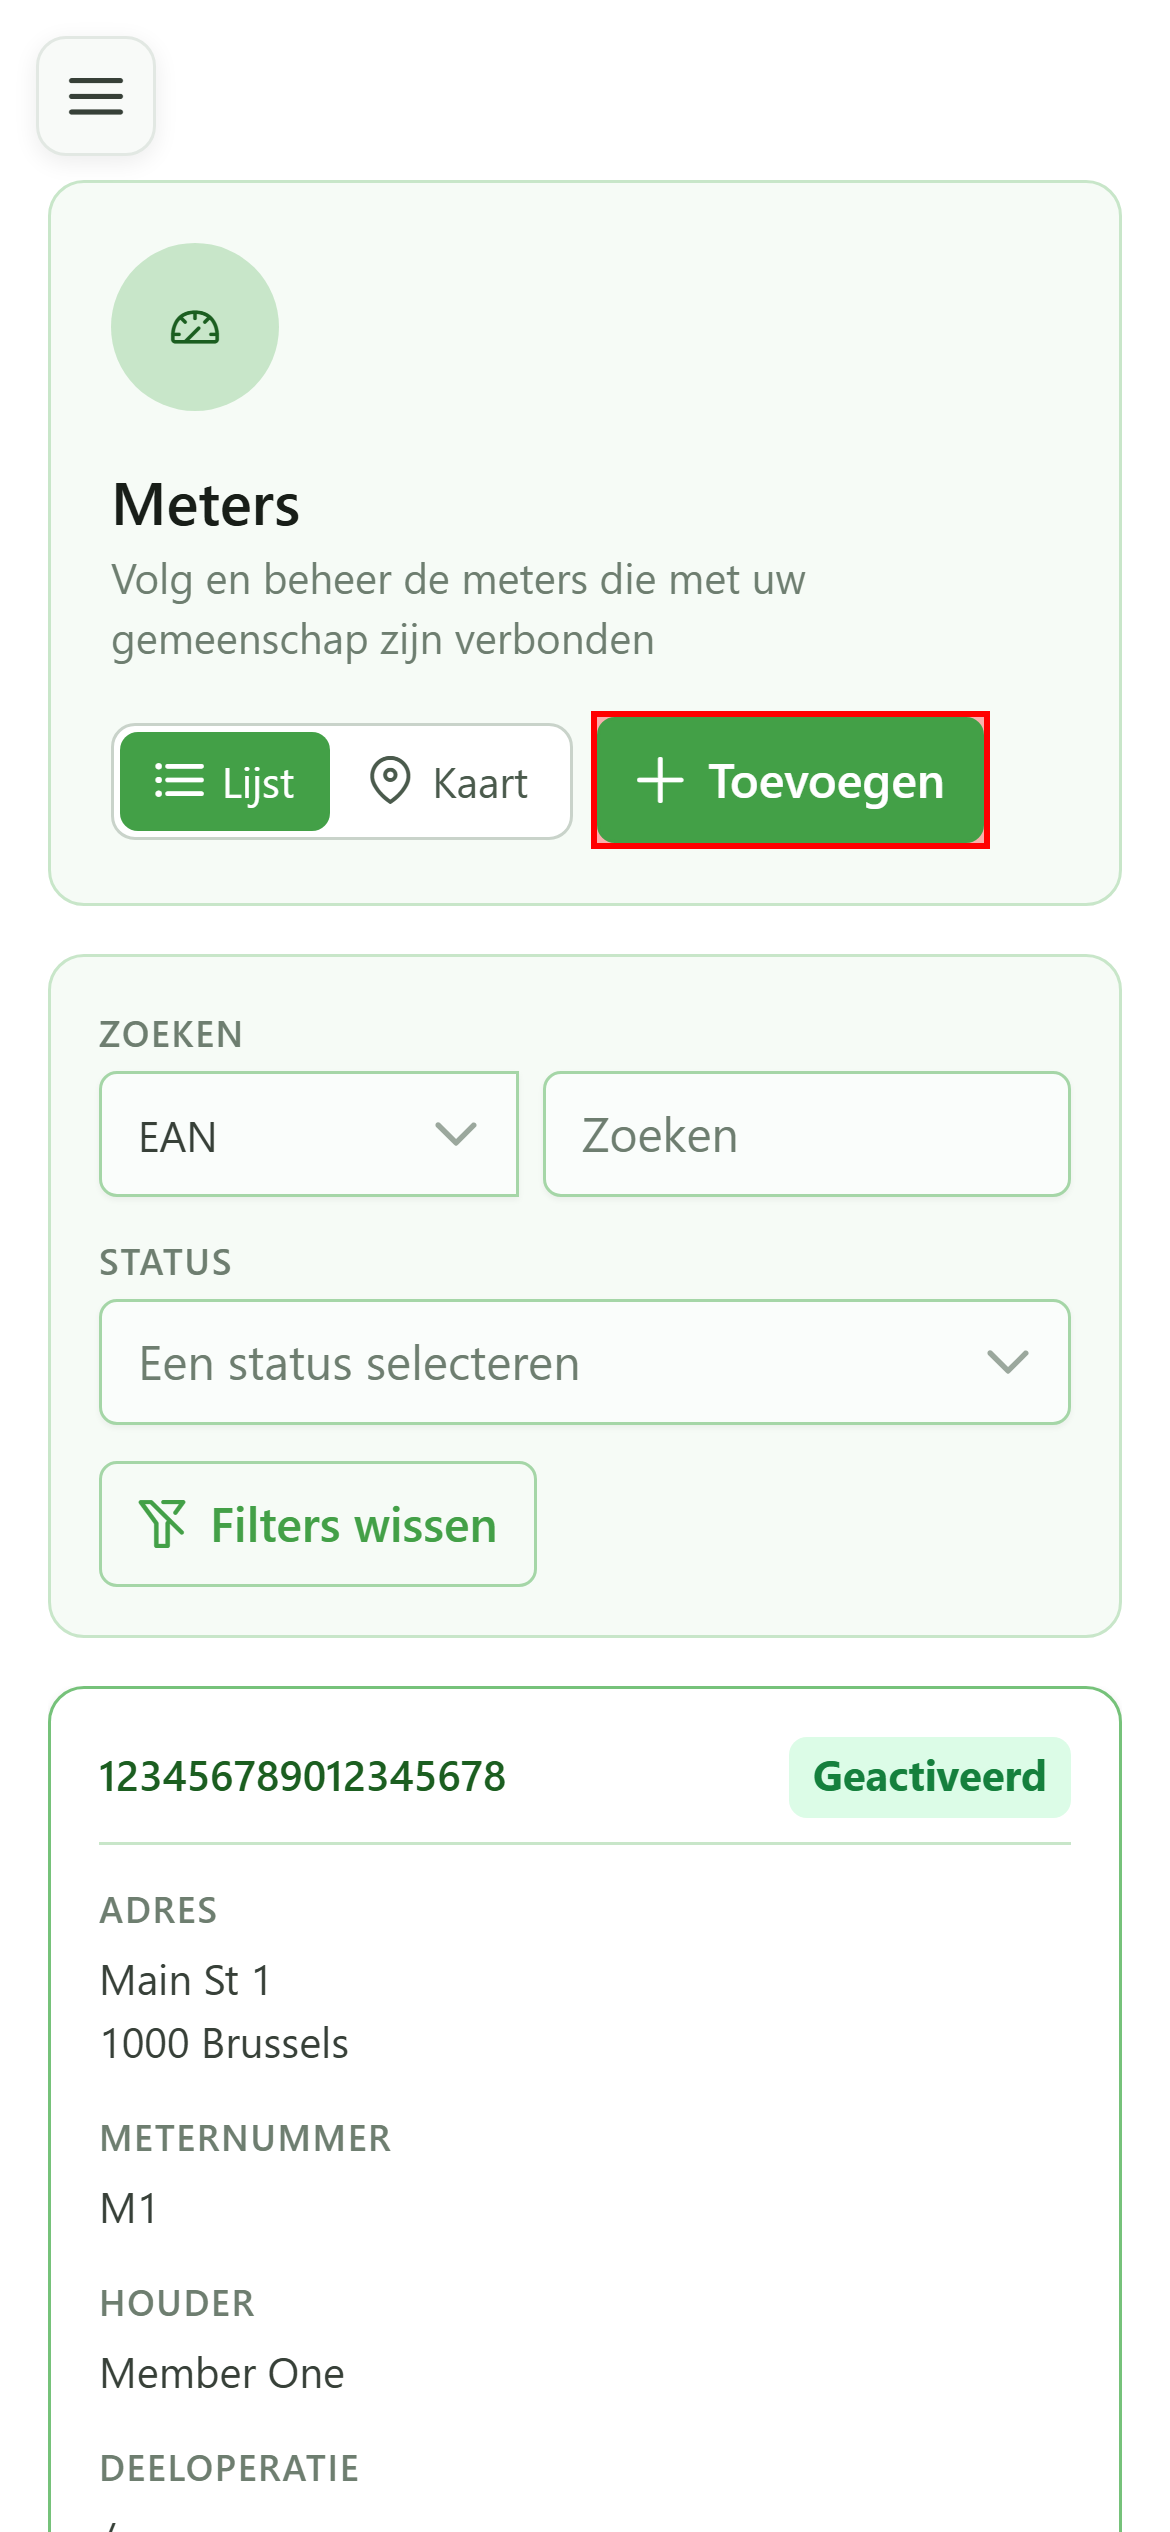 Meters
Volg en beheer de meters die met uw
gemeenschap zijn verbonden
Lijst
Kaart
Toevoegen
ZOEKEN
EAN
Zoeken
STATUS
Een status selecteren
Filters wissen
123456789012345678
Geactiveerd
ADRES
Main St 1
1000 Brussels
METERNUMMER
M1
HOUDER
Member One
DEELOPERATIE